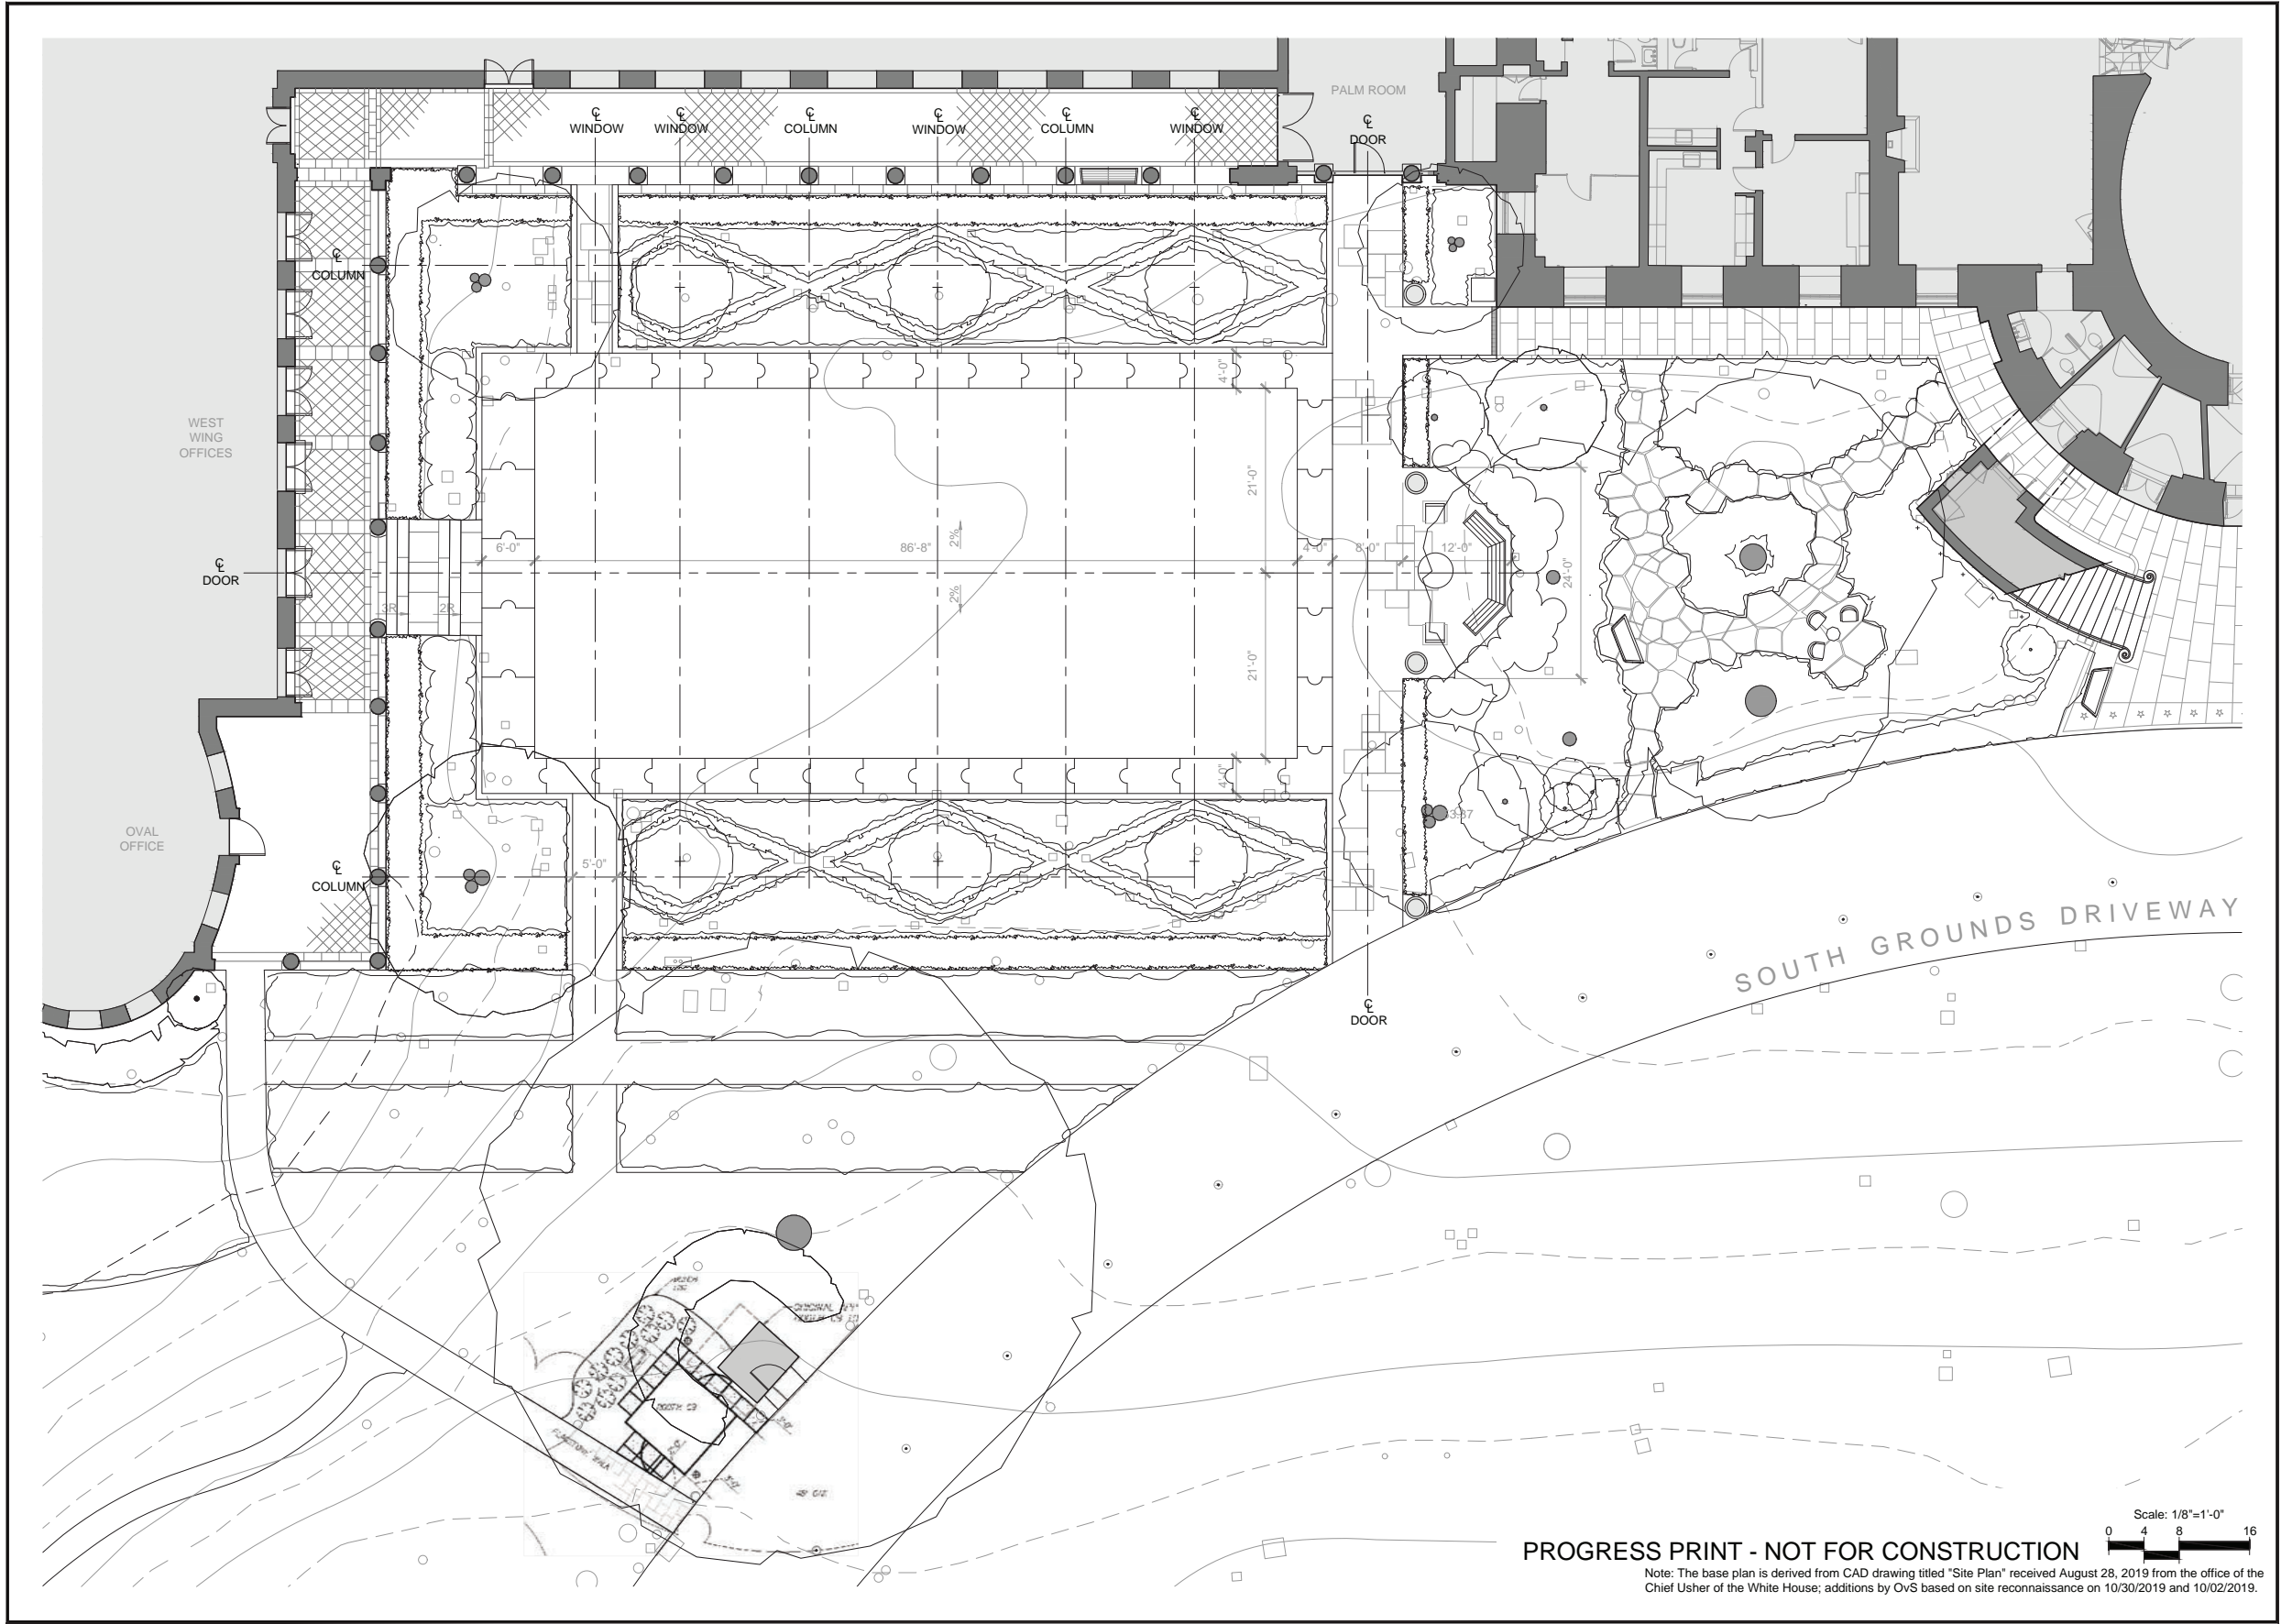 PALM ROOM
℄
WINDOW
℄
WINDOW
℄
COLUMN
℄
WINDOW
℄
COLUMN
℄
WINDOW
℄
DOOR
℄
COLUMN
4'-0"
WEST
WING
OFFICES
21'-0"
6'-0"
86'-8"
2%
4'-0"
8'-0"
12'-0"
24'-0"
℄
DOOR
2%
3R
2R
21'-0"
4'-0"
OVAL
OFFICE
5'-0"
℄
COLUMN
SOUTH GROUNDS DRIVEWAY
℄
DOOR
BOOTH
Scale: 1/8"=1'-0"
0 4 8 16
PROGRESS PRINT - NOT FOR CONSTRUCTION
Note: The base plan is derived from CAD drawing titled "Site Plan" received August 28, 2019 from the office of the
Chief Usher of the White House; additions by OvS based on site reconnaissance on 10/30/2019 and 10/02/2019.